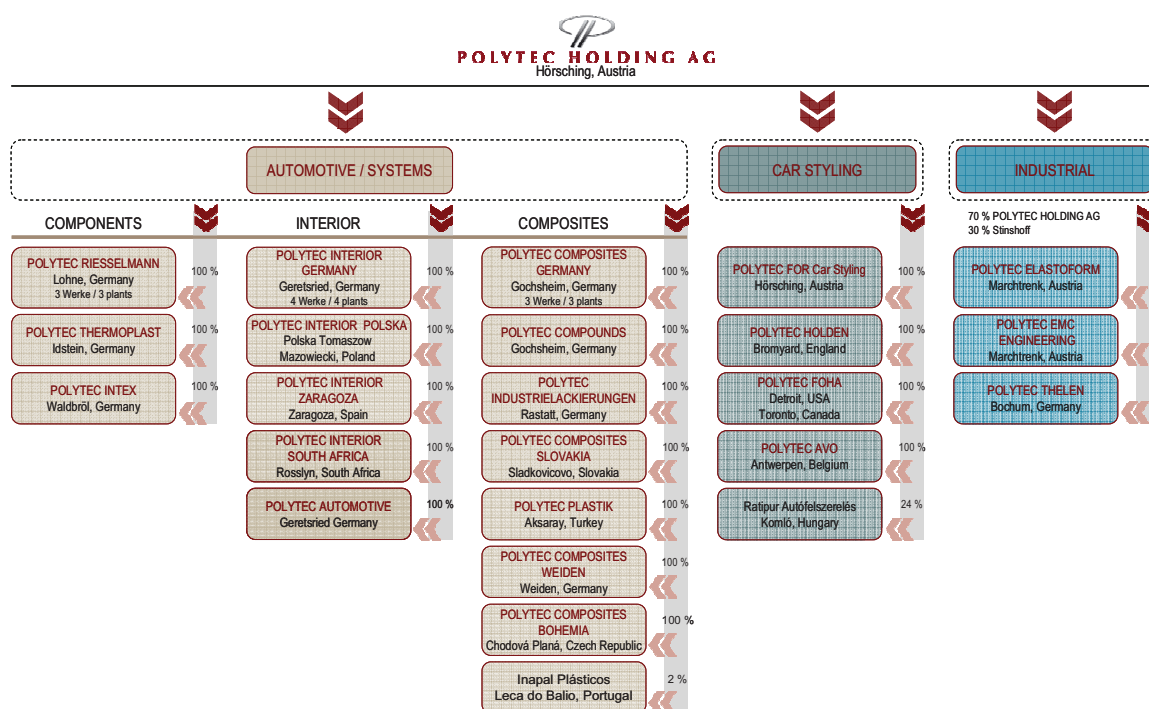 POLYTEC HOLDING AG
Hörsching, Austria
AUTOMOTIVE / SYSTEMS
CAR STYLING
INDUSTRIAL
COMPONENTS
INTERIOR
COMPOSITES
70 % POLYTEC HOLDING AG
30 % Stinshoff
POLYTEC RIESSELMANN
Lohne, Germany
3 Werke / 3 plants
100 %
POLYTEC THERMOPLAST
Idstein, Germany
100 %
POLYTEC INTEX
Waldbröl, Germany
100 %
POLYTEC INTERIOR
GERMANY
Geretsried, Germany
4 Werke / 4 plants
100 %
POLYTEC INTERIOR POLSKA
Polska Tomaszow
Mazowiecki, Poland
100 %
POLYTEC INTERIOR
ZARAGOZA
Zaragoza, Spain
100 %
POLYTEC INTERIOR
SOUTH AFRICA
Rosslyn, South Africa
100 %
POLYTEC AUTOMOTIVE
Geretsried Germany
100 %
POLYTEC COMPOSITES
GERMANY
Gochsheim, Germany
3 Werke / 3 plants
100 %
POLYTEC COMPOUNDS
Gochsheim, Germany
100 %
POLYTEC
INDUSTRIELACKIERUNGEN
Rastatt, Germany
100 %
POLYTEC COMPOSITES
SLOVAKIA
Sladkovicovo, Slovakia
100 %
POLYTEC PLASTIK
Aksaray, Turkey
100 %
POLYTEC COMPOSITES
WEIDEN
Weiden, Germany
100 %
POLYTEC COMPOSITES
BOHEMIA
Chodová Planá, Czech Republic
100 %
Inapal Plásticos
Leca do Balio, Portugal
2 %
POLYTEC FOR Car Styling
Hörsching, Austria
100 %
POLYTEC HOLDEN
Bromyard, England
100 %
POLYTEC FOHA
Detroit, USA
Toronto, Canada
100 %
POLYTEC AVO
Antwerpen, Belgium
100 %
Ratipur Autófelszerelés
Komló, Hungary
24 %
POLYTEC ELASTOFORM
Marchtrenk, Austria
POLYTEC EMC
ENGINEERING
Marchtrenk, Austria
POLYTEC THELEN
Bochum, Germany